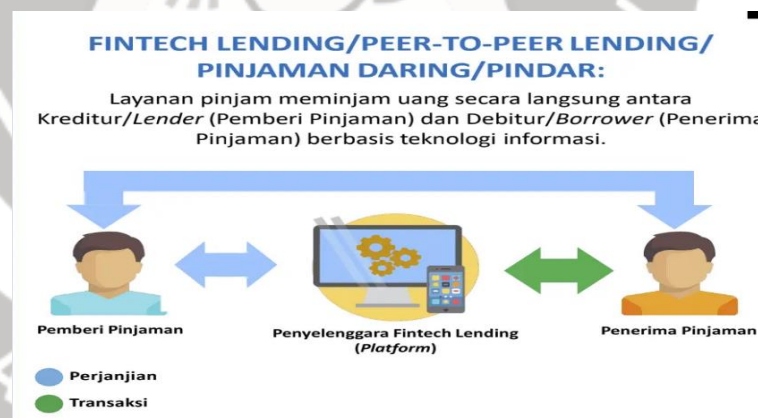 FINTECH LENDING/PEER-TO-PEER LENDING/
PINJAMAN DARING/PINDAR:
Layanan pinjam meminjam uang secara langsung antara
Kreditur/Lender (Pemberi Pinjaman) dan Debitur/Borrower (Penerima
Pinjaman) berbasis teknologi informasi.
Pemberi Pinjaman
Penyelenggara Fintech Lending
(Platform)
Penerima Pinjaman
Perjanjian
Transaksi